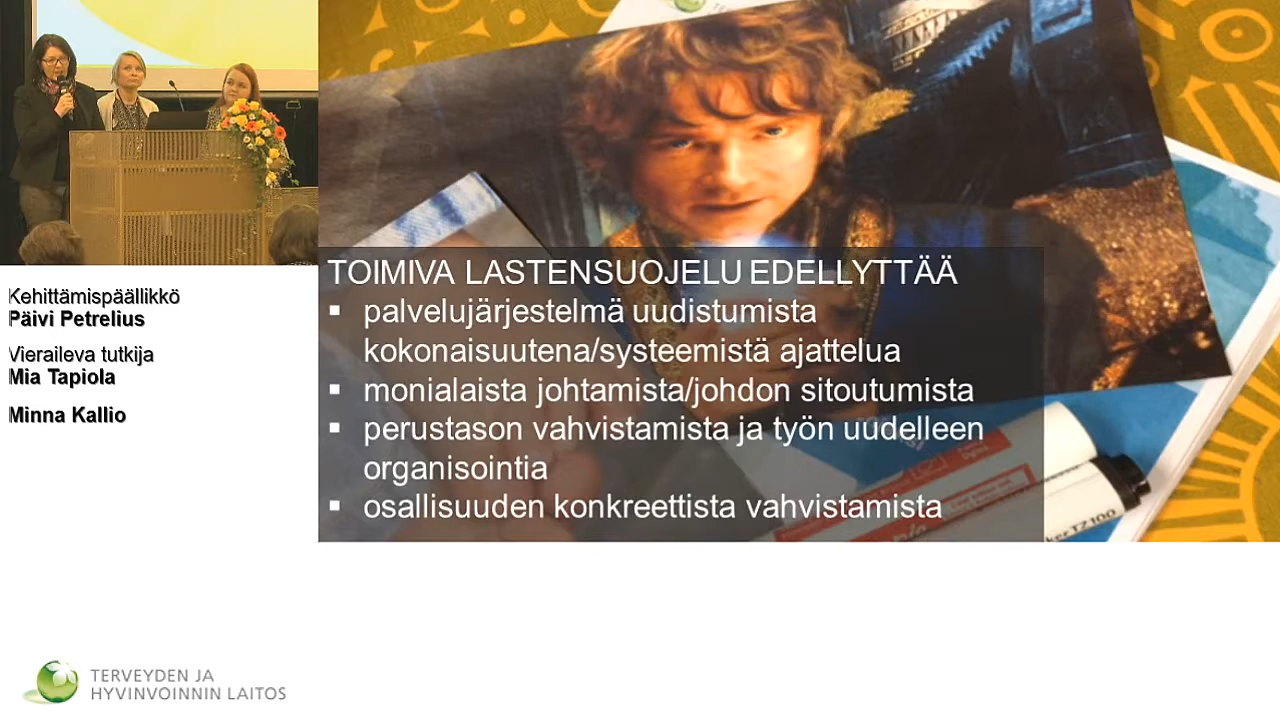 Kehittämispäällikkö
Päivi Petrelius
Vieraileva tutkija
Mia Tapiola
Minna Kallio
TOIMIVA LASTENSUOJELU EDELLYTTÄÄ
▪ palvelujärjestelmä uudistumista
kokonaisuutena/systeemistä ajattelua
▪ monialaista johtamista/johdon sitoutumista
▪ perustason vahvistamista ja työn uudelleen
organisointia
▪ osallisuuden konkreettista vahvistamista
TZ100
TERVEYDEN JA
HYVINVOINNIN LAITOS